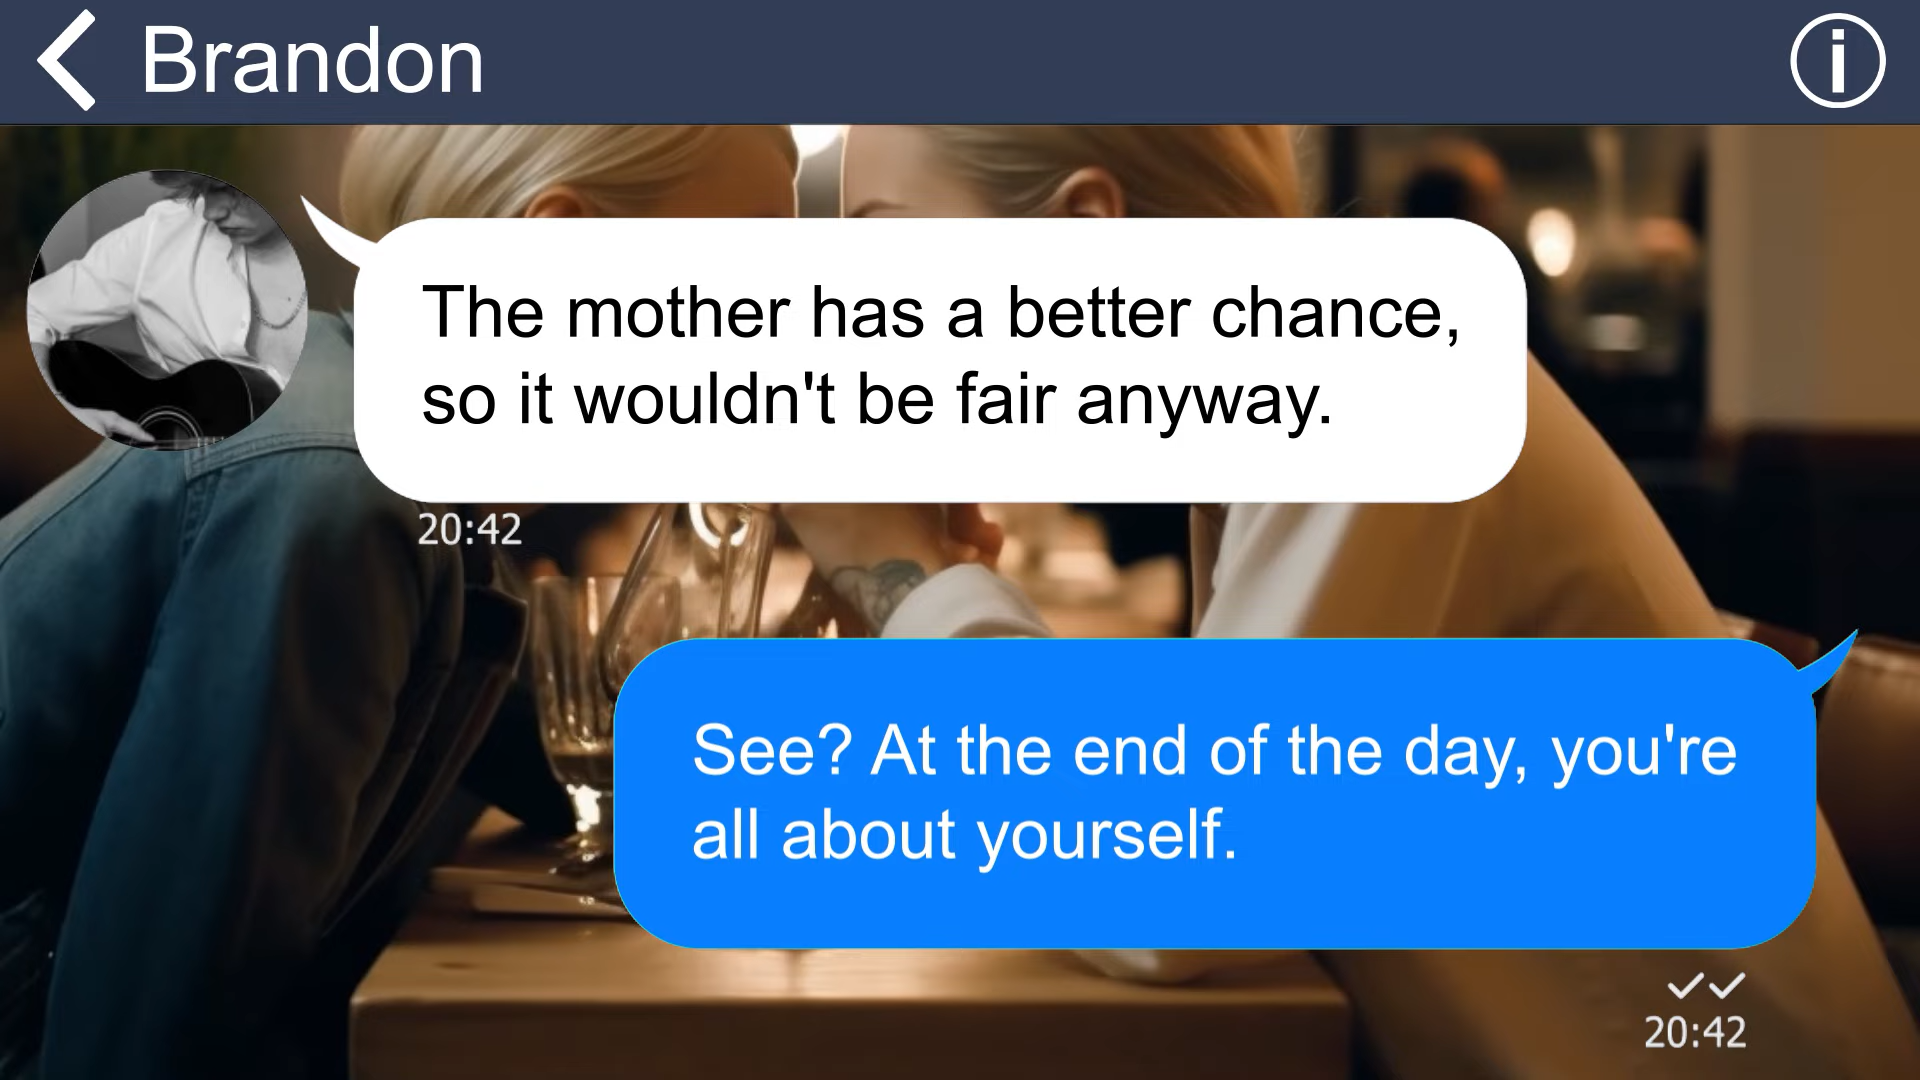 Brandon
The mother has a better chance,
so it wouldn't be fair anyway.
20:42
See? At the end of the day, you're
all about yourself.
20:42